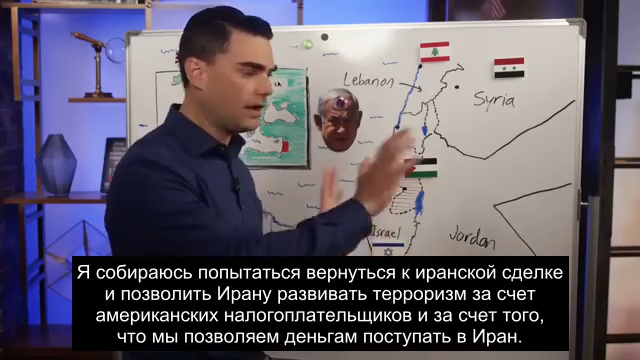 Lebanon
Syria
Israel
Jordan
Я собираюсь попытаться вернуться к иранской сделке
и позволить Ирану развивать терроризм за счет
американских налогоплательщиков и за счет того,
что мы позволяем деньгам поступать в Иран.